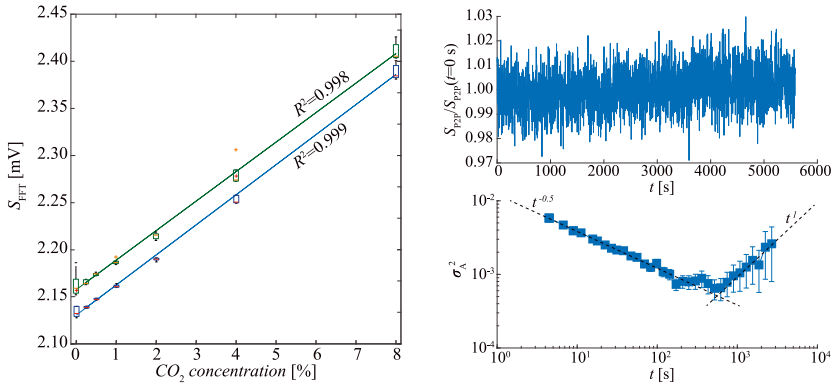 2.45
2.40
2.35
2.30
2.25
2.20
2.15
2.10
S_FFT [mV]
R²=0.998
R²=0.999
0 1 2 3 4 5 6 7 8
CO₂ concentration [%]
1.03
1.02
1.01
1.00
0.99
0.98
0.97
S_P2P/S_P2P(t=0 s)
0 1000 2000 3000 4000 5000 6000
t [s]
10⁻²
10⁻³
10⁻⁴
σ_A²
t⁻⁰·⁵
t¹
10⁰ 10¹ 10² 10³ 10⁴
t [s]